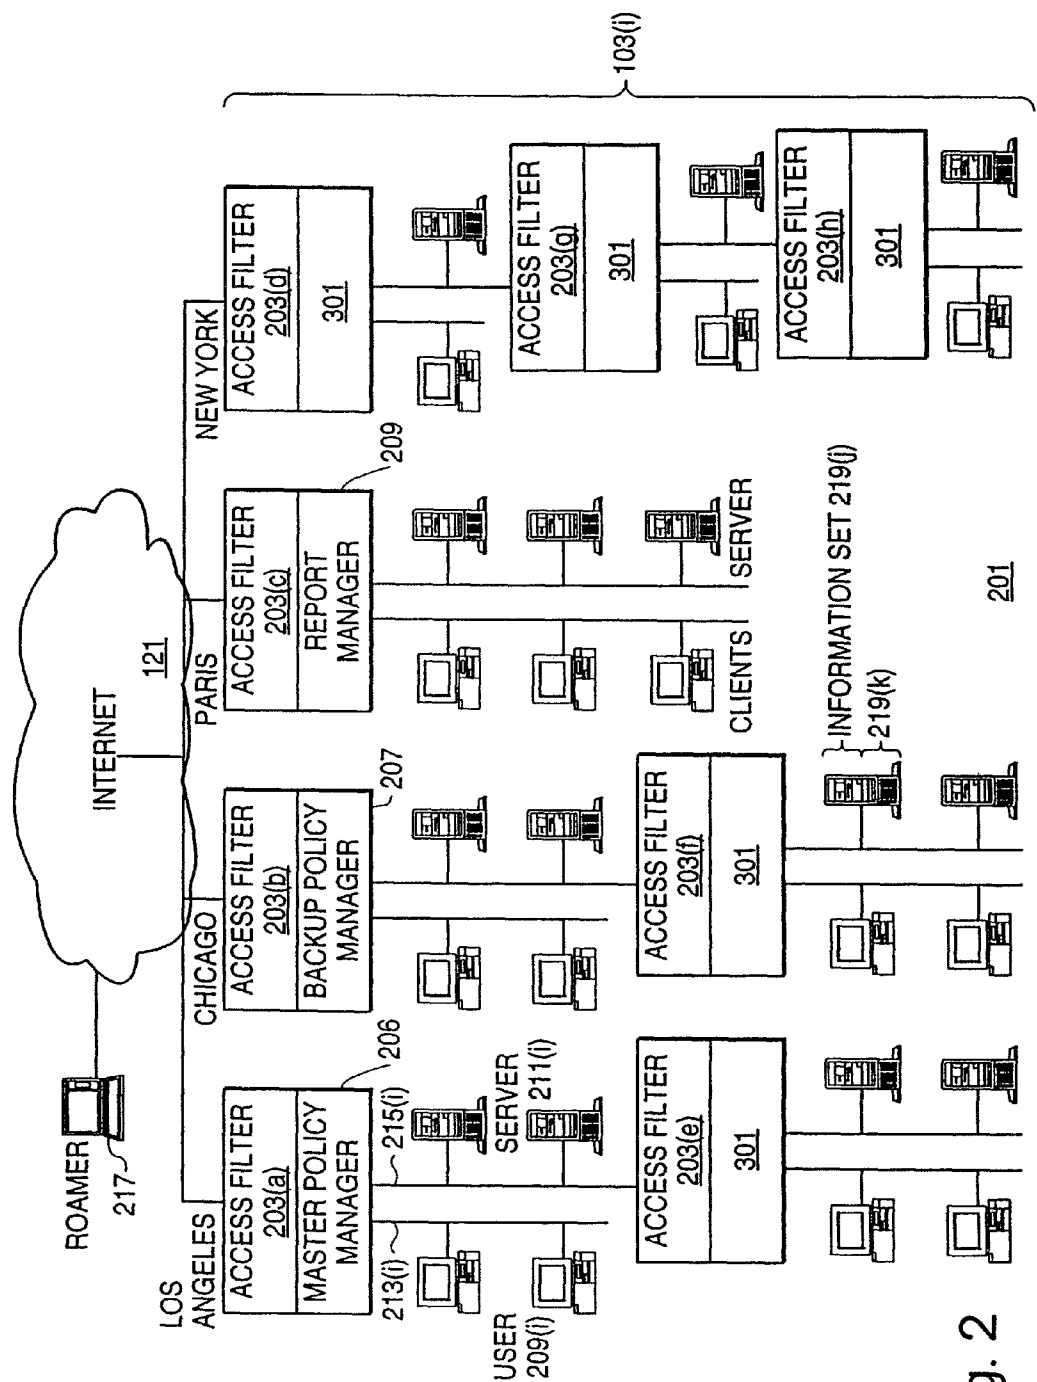 ROAMER
217
INTERNET
121
LOS
ANGELES
CHICAGO
PARIS
NEW YORK
ACCESS FILTER
203(a)
MASTER POLICY
MANAGER
206
ACCESS FILTER
203(b)
BACKUP POLICY
MANAGER
207
ACCESS FILTER
203(c)
REPORT
MANAGER
209
ACCESS FILTER
203(d)
301
213(i)
215(i)
USER
209(i)
SERVER
211(i)
ACCESS FILTER
203(e)
301
ACCESS FILTER
203(f)
301
CLIENTS
SERVER
ACCESS FILTER
203(g)
301
ACCESS FILTER
203(h)
301
INFORMATION SET 219(j)
219(k)
201
103(i)
g. 2